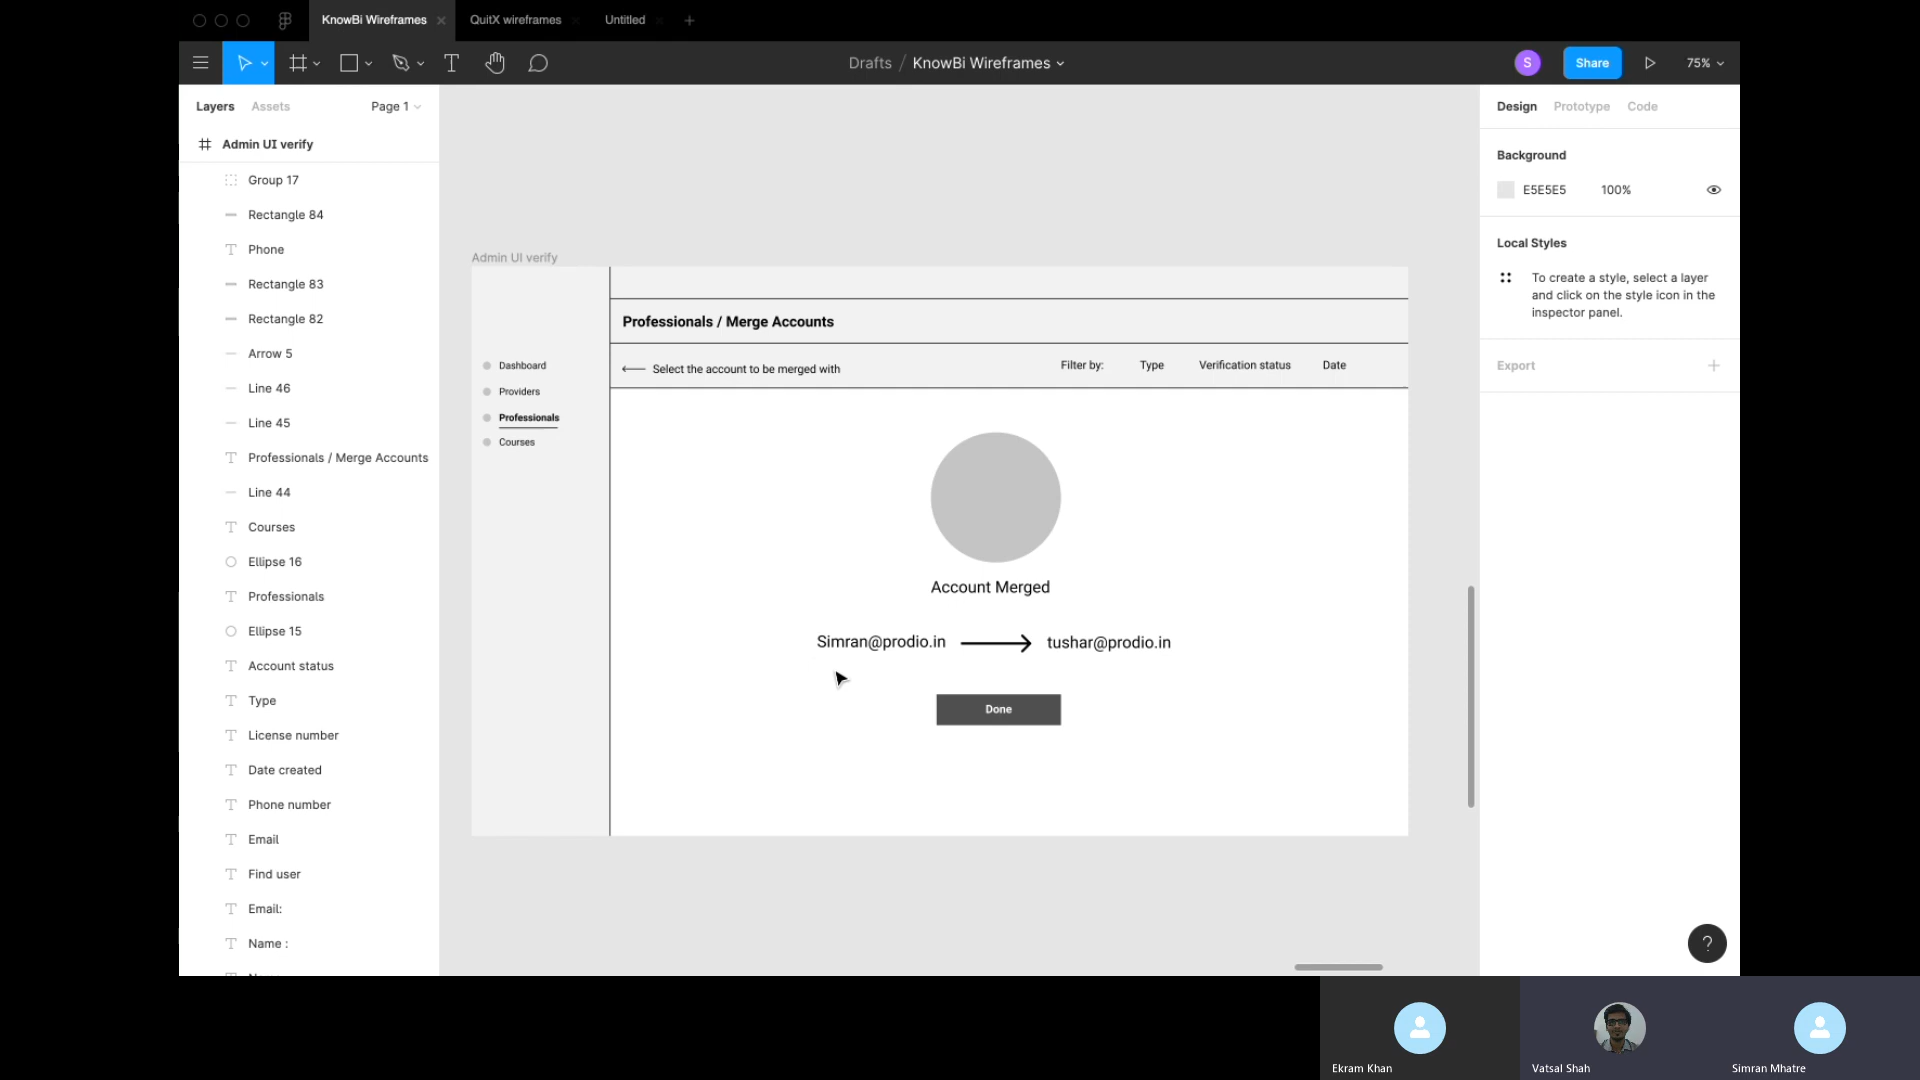 KnowBi Wireframes
QuitX wireframes
Untitled
Drafts / KnowBi Wireframes
S
Share
75%
Layers
Assets
Page 1
Admin UI verify
Group 17
Rectangle 84
Phone
Rectangle 83
Rectangle 82
Arrow 5
Line 46
Line 45
Professionals / Merge Accounts
Line 44
Courses
Ellipse 16
Professionals
Ellipse 15
Account status
Type
License number
Date created
Phone number
Email
Find user
Email:
Name :
Admin UI verify
Professionals / Merge Accounts
Select the account to be merged with
Filter by:
Type
Verification status
Date
Dashboard
Providers
Professionals
Courses
Account Merged
Simran@prodio.in
tushar@prodio.in
Done
Design
Prototype
Code
Background
E5E5E5
100%
Local Styles
To create a style, select a layer
and click on the style icon in the
inspector panel.
Export
?
Ekram Khan
Vatsal Shah
Simran Mhatre